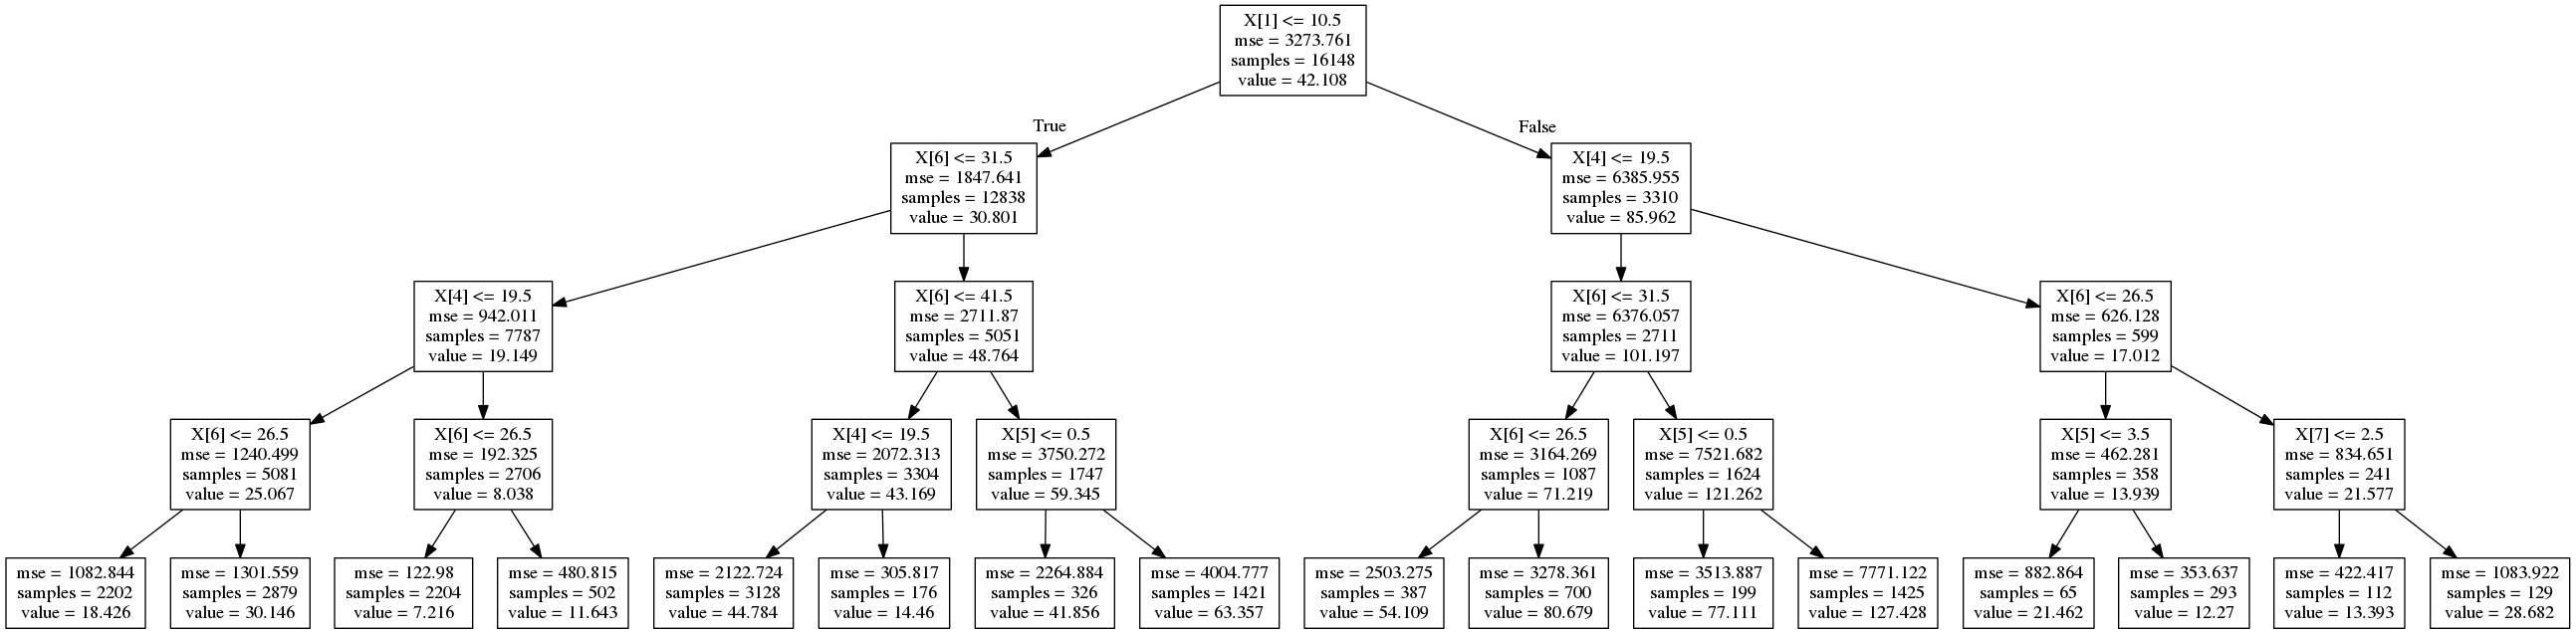 X[1] <= 10.5
mse = 3273.761
samples = 16148
value = 42.108
True
False
X[6] <= 31.5
mse = 1847.641
samples = 12838
value = 30.801
X[4] <= 19.5
mse = 6385.955
samples = 3310
value = 85.962
X[4] <= 19.5
mse = 942.011
samples = 7787
value = 19.149
X[6] <= 41.5
mse = 2711.87
samples = 5051
value = 48.764
X[6] <= 31.5
mse = 6376.057
samples = 2711
value = 101.197
X[6] <= 26.5
mse = 626.128
samples = 599
value = 17.012
X[6] <= 26.5
mse = 1240.499
samples = 5081
value = 25.067
X[6] <= 26.5
mse = 192.325
samples = 2706
value = 8.038
X[4] <= 19.5
mse = 2072.313
samples = 3304
value = 43.169
X[5] <= 0.5
mse = 3750.272
samples = 1747
value = 59.345
X[6] <= 26.5
mse = 3164.269
samples = 1087
value = 71.219
X[5] <= 0.5
mse = 7521.682
samples = 1624
value = 121.262
X[5] <= 3.5
mse = 462.281
samples = 358
value = 13.939
X[7] <= 2.5
mse = 834.651
samples = 241
value = 21.577
mse = 1082.844
samples = 2202
value = 18.426
mse = 1301.559
samples = 2879
value = 30.146
mse = 122.98
samples = 2204
value = 7.216
mse = 480.815
samples = 502
value = 11.643
mse = 2122.724
samples = 3128
value = 44.784
mse = 305.817
samples = 176
value = 14.46
mse = 2264.884
samples = 326
value = 41.856
mse = 4004.777
samples = 1421
value = 63.357
mse = 2503.275
samples = 387
value = 54.109
mse = 3278.361
samples = 700
value = 80.679
mse = 3513.887
samples = 199
value = 77.111
mse = 7771.122
samples = 1425
value = 127.428
mse = 882.864
samples = 65
value = 21.462
mse = 353.637
samples = 293
value = 12.27
mse = 422.417
samples = 112
value = 13.393
mse = 1083.922
samples = 129
value = 28.682